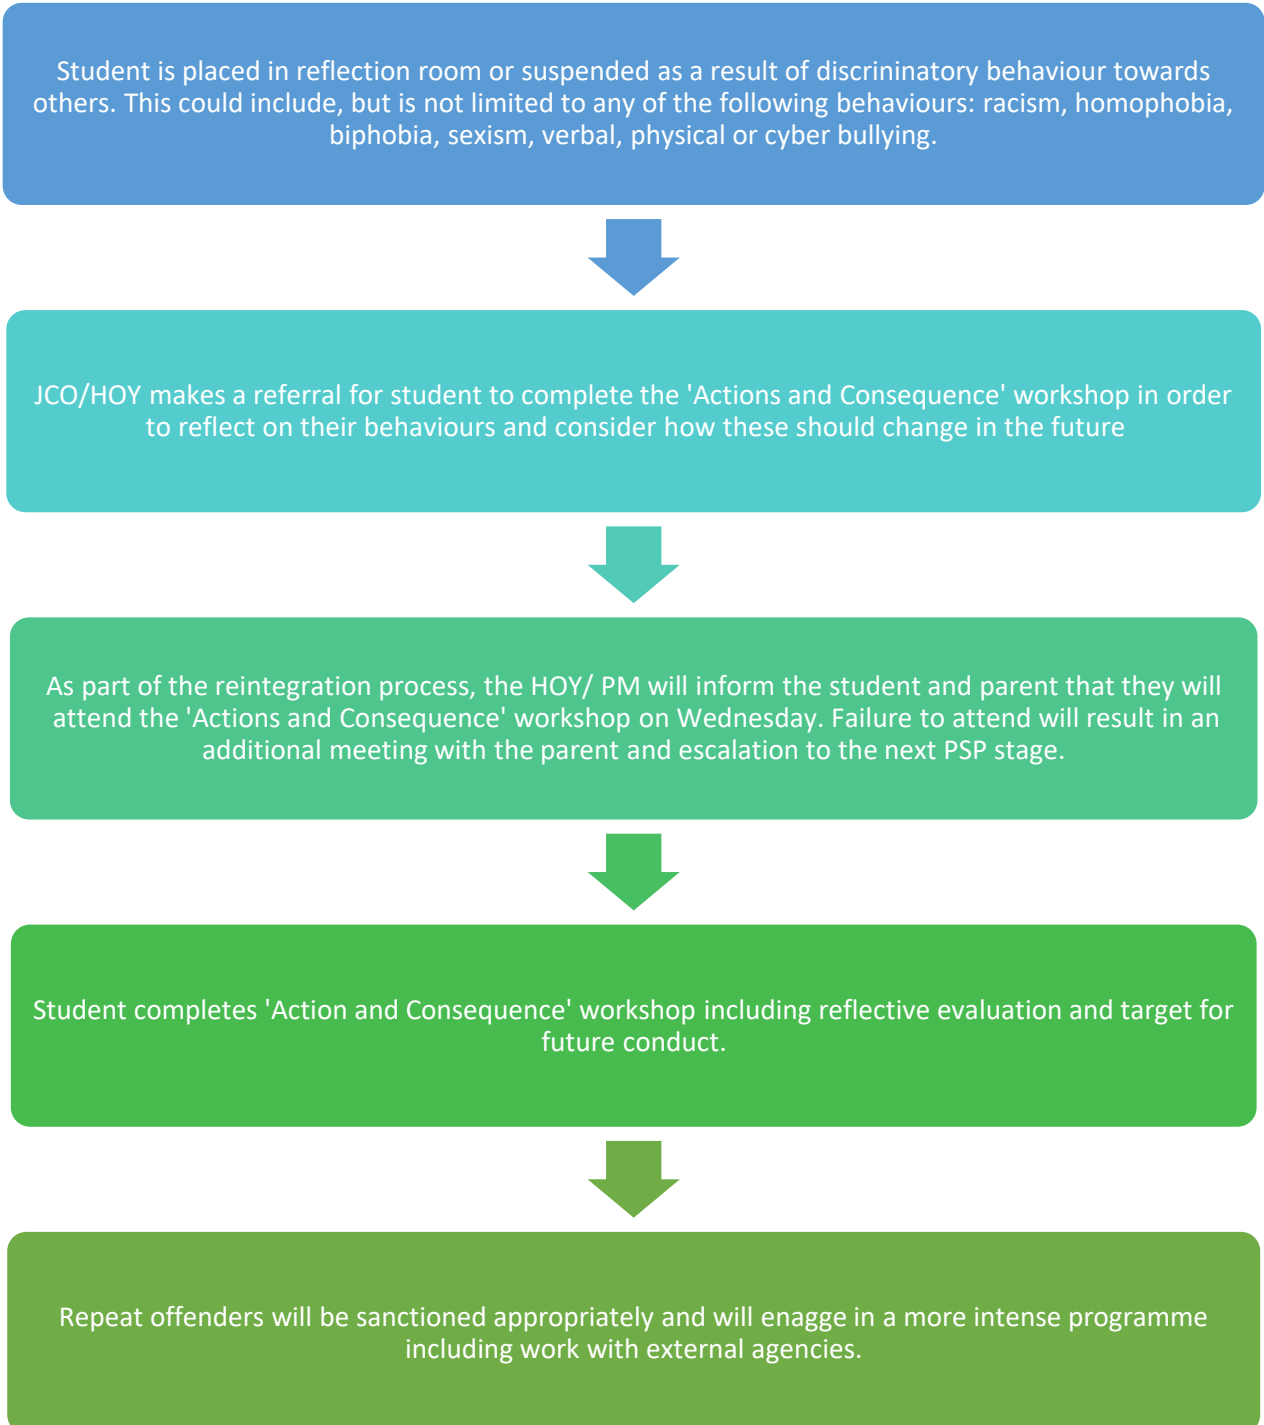 Student is placed in reflection room or suspended as a result of discrininatory behaviour towards
others. This could include, but is not limited to any of the following behaviours: racism, homophobia,
biphobia, sexism, verbal, physical or cyber bullying.
JCO/HOY makes a referral for student to complete the 'Actions and Consequence' workshop in order
to reflect on their behaviours and consider how these should change in the future
As part of the reintegration process, the HOY/ PM will inform the student and parent that they will
attend the 'Actions and Consequence' workshop on Wednesday. Failure to attend will result in an
additional meeting with the parent and escalation to the next PSP stage.
Student completes 'Action and Consequence' workshop including reflective evaluation and target for
future conduct.
Repeat offenders will be sanctioned appropriately and will enagge in a more intense programme
including work with external agencies.